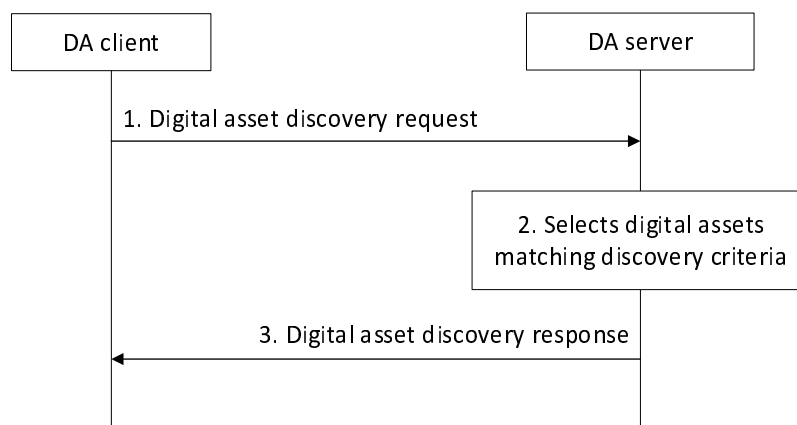 DA client
DA server
1. Digital asset discovery request
2. Selects digital assets
matching discovery criteria
3. Digital asset discovery response